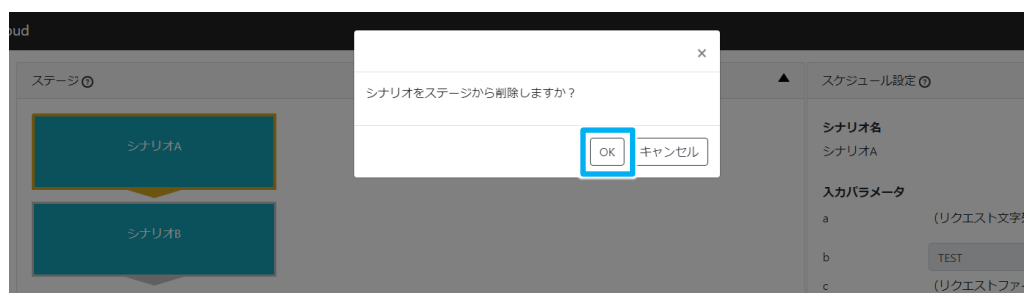 oud
×
シナリオをステージから削除しますか？
OK
キャンセル
ステージ
シナリオA
シナリオB
▲
スケジュール設定
シナリオ名
シナリオA
入力パラメータ
a (リクエスト文字
b TEST
c (リクエストファー